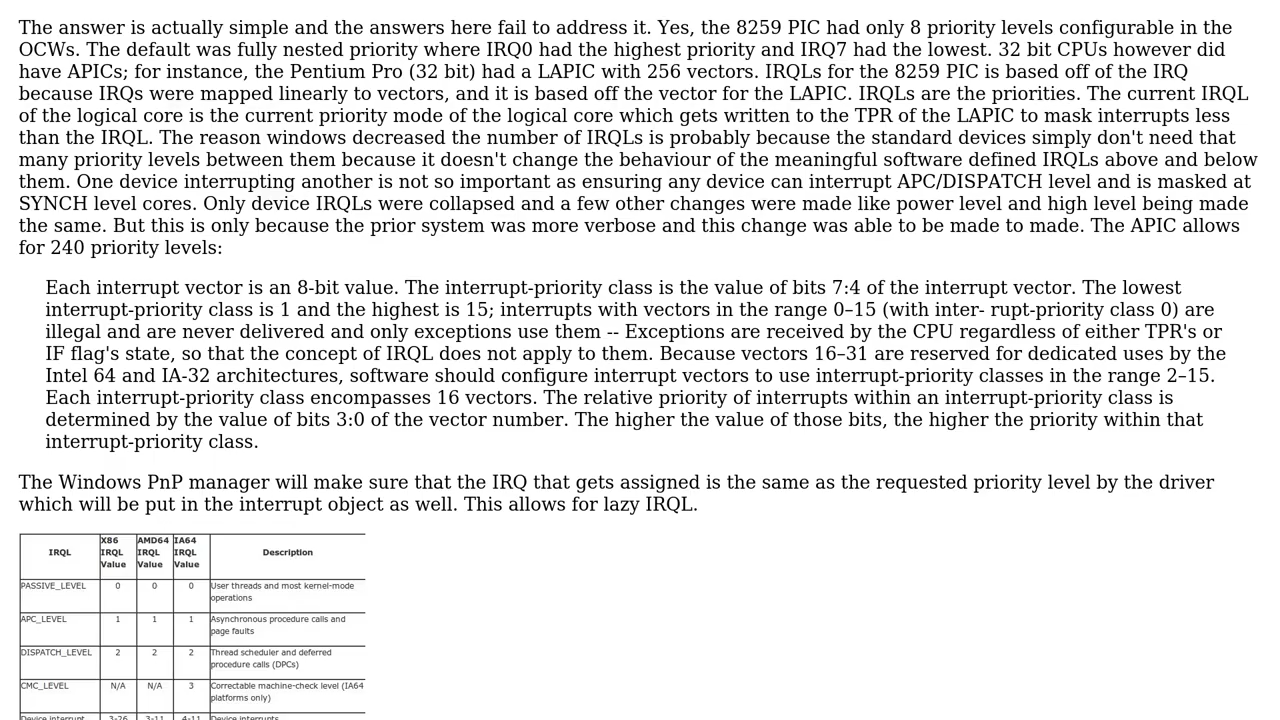 The answer is actually simple and the answers here fail to address it. Yes, the 8259 PIC had only 8 priority levels configurable in the
OCWs. The default was fully nested priority where IRQ0 had the highest priority and IRQ7 had the lowest. 32 bit CPUs however did
have APICs; for instance, the Pentium Pro (32 bit) had a LAPIC with 256 vectors. IRQLs for the 8259 PIC is based off of the IRQ
because IRQs were mapped linearly to vectors, and it is based off the vector for the LAPIC. IRQLs are the priorities. The current IRQL
of the logical core is the current priority mode of the logical core which gets written to the TPR of the LAPIC to mask interrupts less
than the IRQL. The reason windows decreased the number of IRQLs is probably because the standard devices simply don't need that
many priority levels between them because it doesn't change the behaviour of the meaningful software defined IRQLs above and below
them. One device interrupting another is not so important as ensuring any device can interrupt APC/DISPATCH level and is masked at
SYNCH level cores. Only device IRQLs were collapsed and a few other changes were made like power level and high level being made
the same. But this is only because the prior system was more verbose and this change was able to be made to made. The APIC allows
for 240 priority levels:
Each interrupt vector is an 8-bit value. The interrupt-priority class is the value of bits 7:4 of the interrupt vector. The lowest
interrupt-priority class is 1 and the highest is 15; interrupts with vectors in the range 0–15 (with inter- rupt-priority class 0) are
illegal and are never delivered and only exceptions use them -- Exceptions are received by the CPU regardless of either TPR's or
IF flag's state, so that the concept of IRQL does not apply to them. Because vectors 16–31 are reserved for dedicated uses by the
Intel 64 and IA-32 architectures, software should configure interrupt vectors to use interrupt-priority classes in the range 2–15.
Each interrupt-priority class encompasses 16 vectors. The relative priority of interrupts within an interrupt-priority class is
determined by the value of bits 3:0 of the vector number. The higher the value of those bits, the higher the priority within that
interrupt-priority class.
The Windows PnP manager will make sure that the IRQ that gets assigned is the same as the requested priority level by the driver
which will be put in the interrupt object as well. This allows for lazy IRQL.
IRQL X86 IRQL Value AMD64 IRQL Value IA64 IRQL Value Description
PASSIVE_LEVEL 0 0 0 User threads and most kernel-mode
operations
APC_LEVEL 1 1 1 Asynchronous procedure calls and
page faults
DISPATCH_LEVEL 2 2 2 Thread scheduler and deferred
procedure calls (DPCs)
CMC_LEVEL N/A N/A 3 Correctable machine-check level (IA64
platforms only)
Device interrupt 3-26 3-11 4-11 Device interrupts